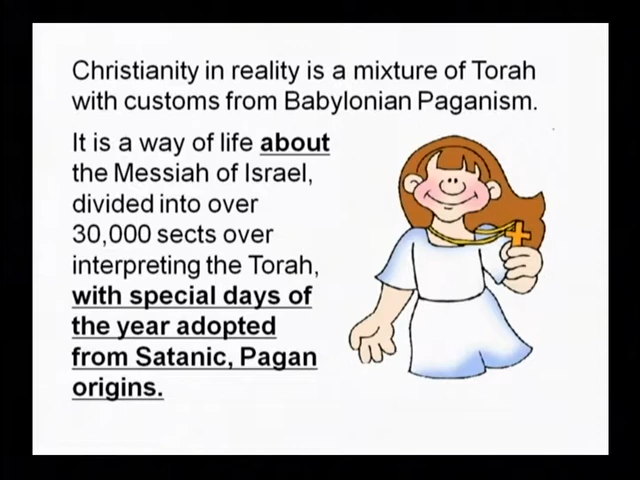 Christianity in reality is a mixture of Torah
with customs from Babylonian Paganism.
It is a way of life about
the Messiah of Israel,
divided into over
30,000 sects over
interpreting the Torah,
with special days of
the year adopted
from Satanic, Pagan
origins.